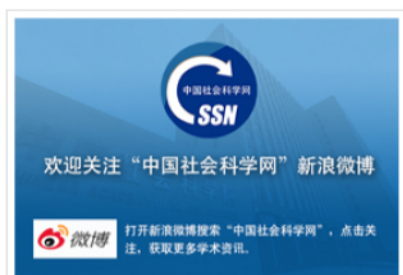 中国社会科学网
SSN
欢迎关注“中国社会科学网”新浪微博
微博
打开新浪微博搜索“中国社会科学网”，点击关
注，获取更多学术资讯。